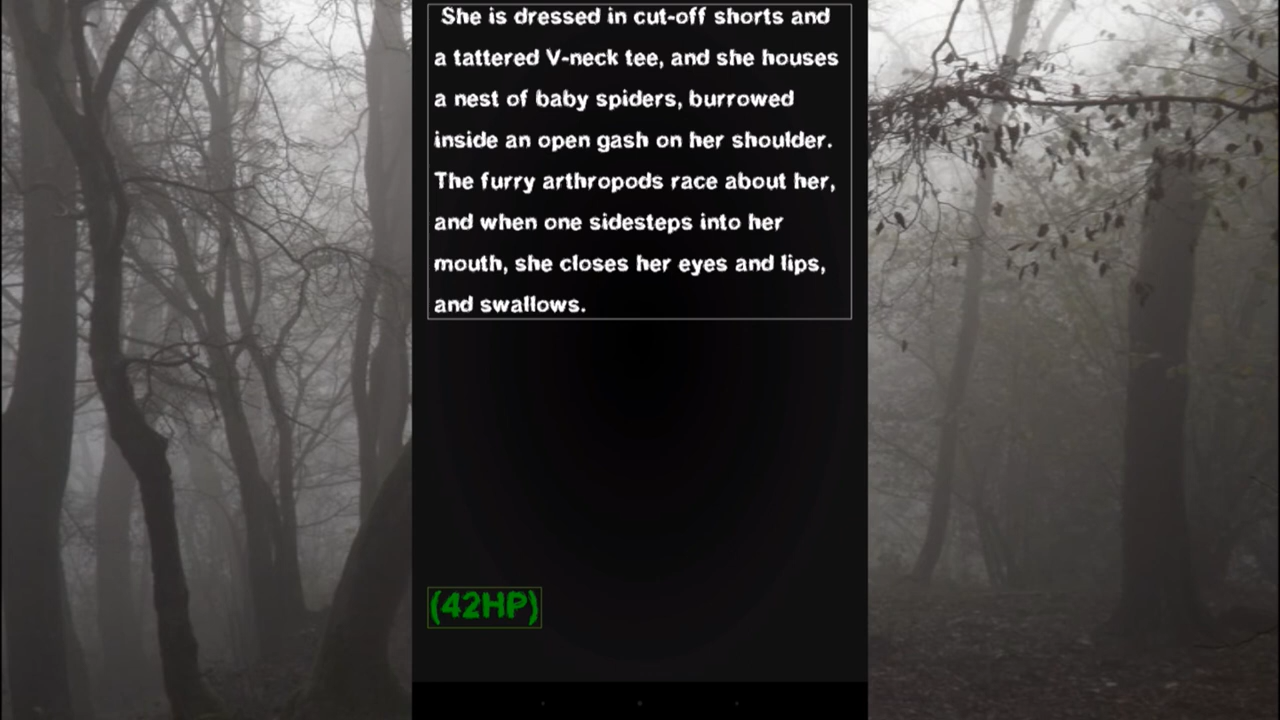 She is dressed in cut-off shorts and
a tattered V-neck tee, and she houses
a nest of baby spiders, burrowed
inside an open gash on her shoulder.
The furry arthropods race about her,
and when one sidesteps into her
mouth, she closes her eyes and lips,
and swallows.
(42HP)